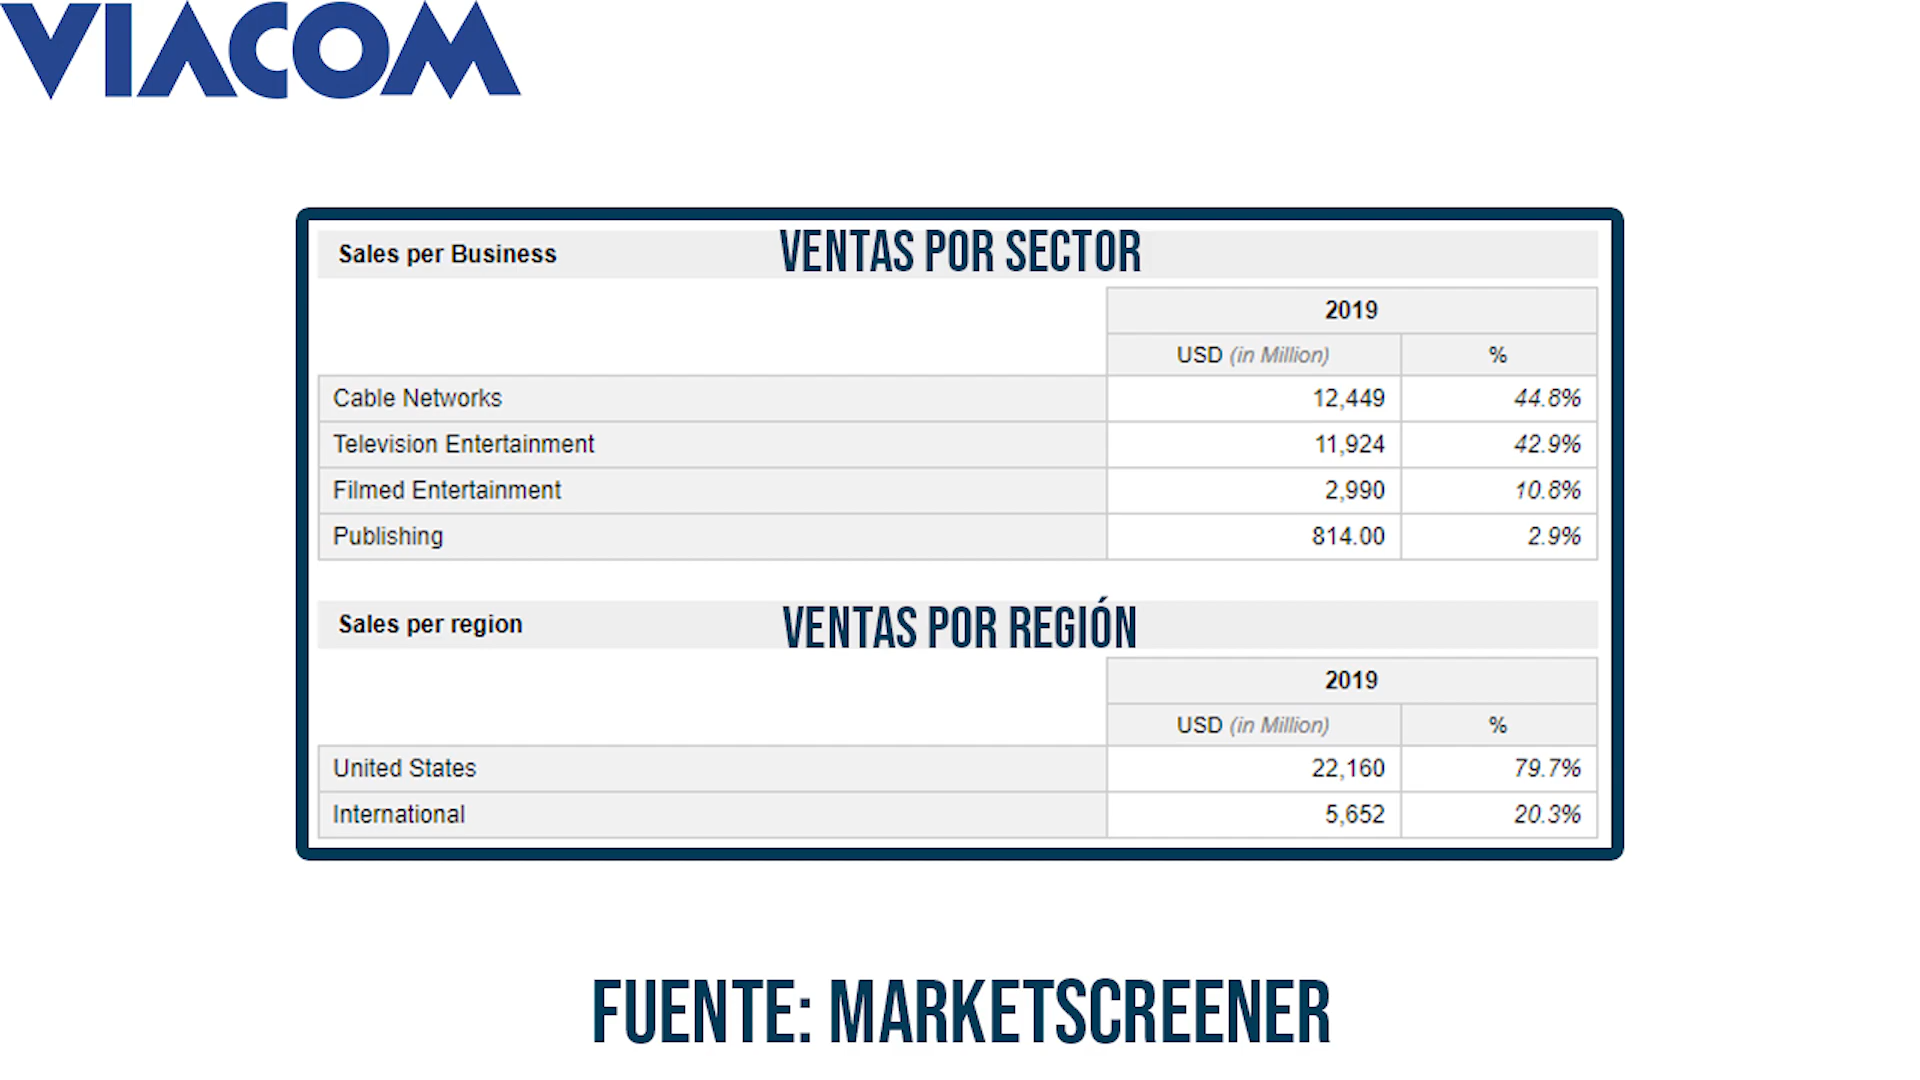 VIACOM
Sales per Business VENTAS POR SECTOR
2019
USD (in Million) %
Cable Networks 12,449 44.8%
Television Entertainment 11,924 42.9%
Filmed Entertainment 2,990 10.8%
Publishing 814.00 2.9%
Sales per region VENTAS POR REGIÓN
2019
USD (in Million) %
United States 22,160 79.7%
International 5,652 20.3%
FUENTE: MARKETSCREENER